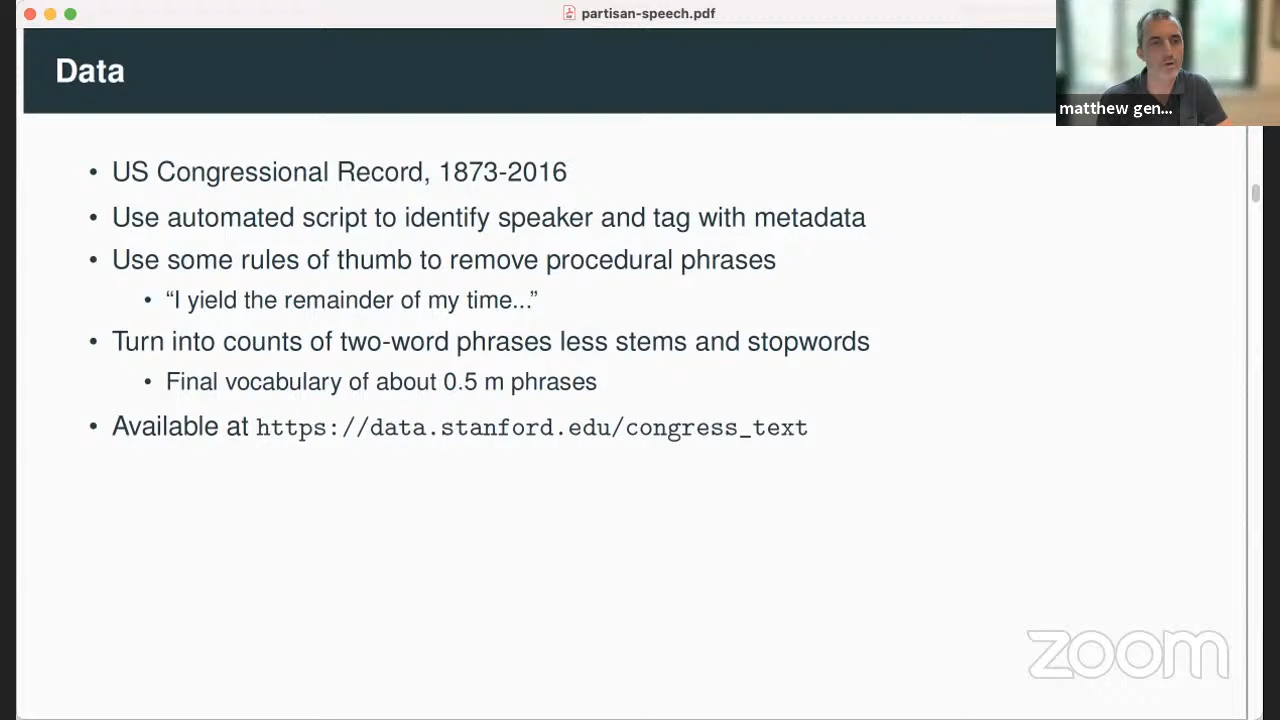 partisan-speech.pdf
Data
matthew gen...
• US Congressional Record, 1873-2016
• Use automated script to identify speaker and tag with metadata
• Use some rules of thumb to remove procedural phrases
• “I yield the remainder of my time...”
• Turn into counts of two-word phrases less stems and stopwords
• Final vocabulary of about 0.5 m phrases
• Available at https://data.stanford.edu/congress_text
zoom